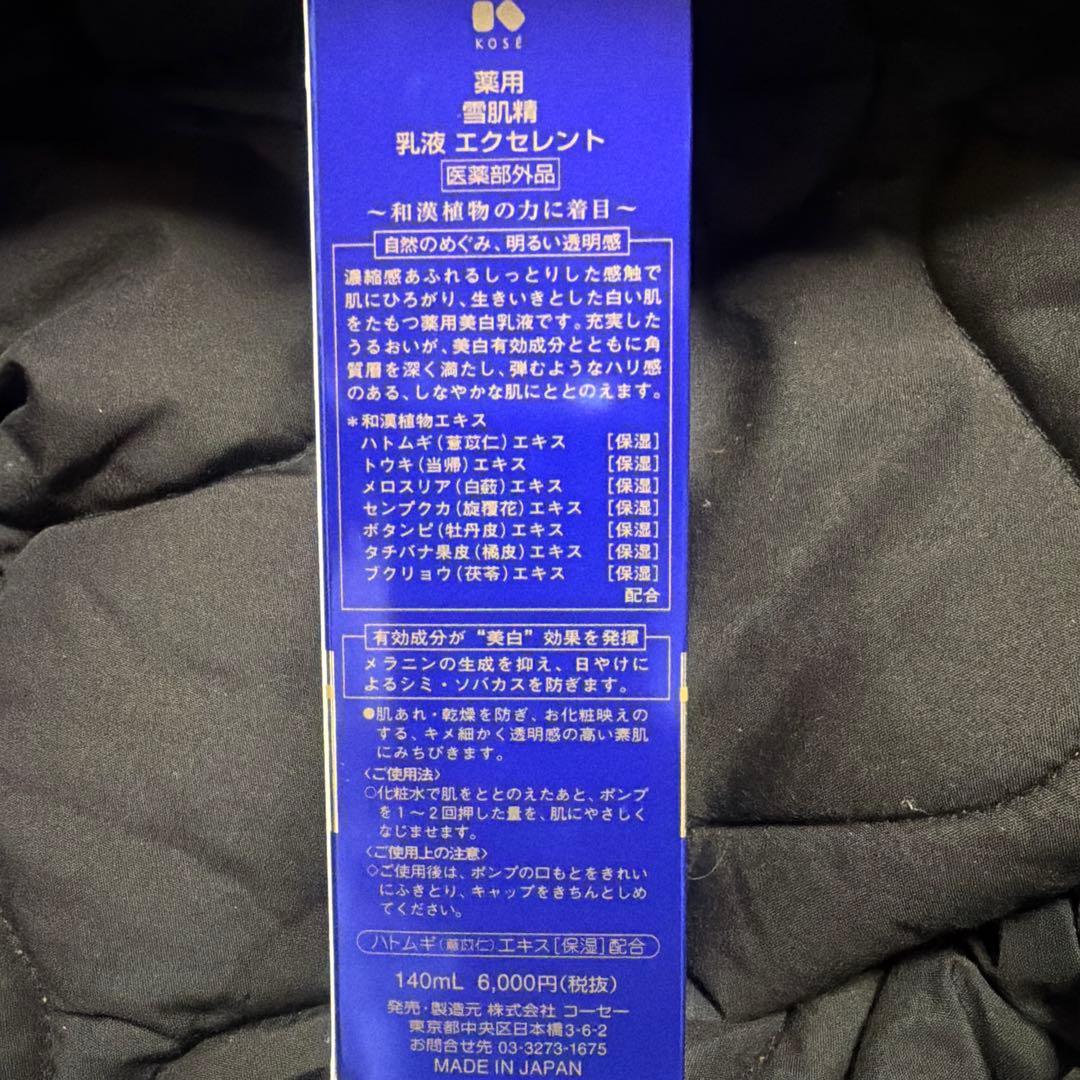 KOSÉ
薬用
雪肌精
乳液 エクセレント
医薬部外品
～和漢植物の力に着目～
自然のめぐみ、明るい透明感
濃縮感あふれるしっとりした感触で
肌にひろがり、生きいきとした白い肌
をたもつ薬用美白乳液です。充実した
うるおいが、美白有効成分とともに角
質層を深く満たし、弾むようなハリ感
のある、しなやかな肌にととのえます。
＊和漢植物エキス
ハトムギ(薏苡仁)エキス [保湿]
トウキ(当帰)エキス [保湿]
メロスリア(白蘞)エキス [保湿]
センプクカ(旋覆花)エキス [保湿]
ボタンピ(牡丹皮)エキス [保湿]
タチバナ果皮(橘皮)エキス [保湿]
ブクリョウ(茯苓)エキス [保湿]
配合
有効成分が“美白”効果を発揮
メラニンの生成を抑え、日やけに
よるシミ・ソバカスを防ぎます。
●肌あれ・乾燥を防ぎ、お化粧映えの
する、キメ細かく透明感の高い素肌
にみちびきます。
〈ご使用法〉
○化粧水で肌をととのえたあと、ポンプ
を1～2回押した量を、肌にやさしく
なじませます。
〈ご使用上の注意〉
◇ご使用後は、ポンプの口もとをきれい
にふきとり、キャップをきちんとしめ
てください。
ハトムギ(薏苡仁)エキス[保湿]配合
140mL 6,000円(税抜)
発売・製造元 株式会社 コーセー
東京都中央区日本橋3-6-2
お問合せ先 03-3273-1675
MADE IN JAPAN